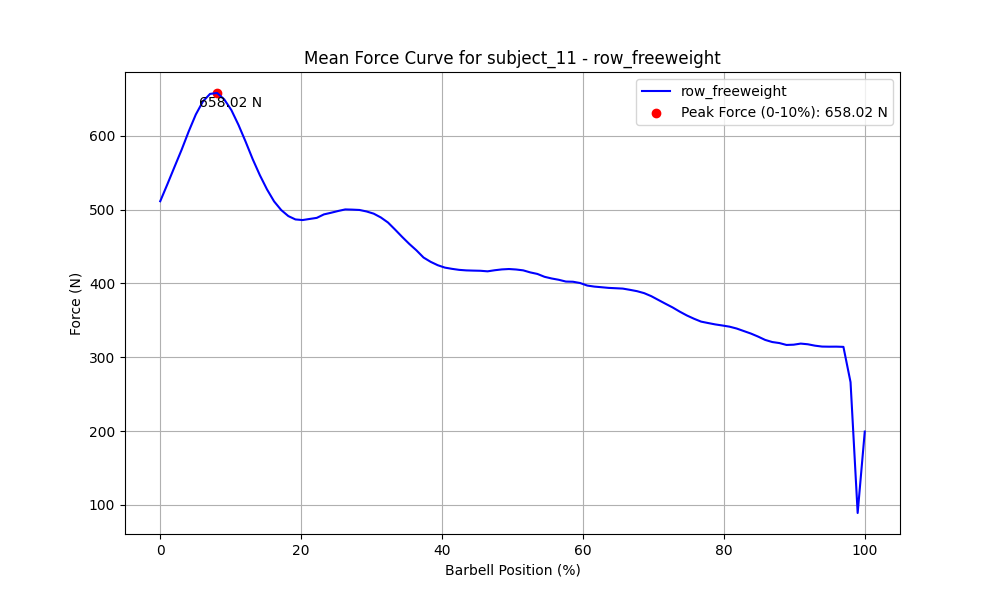 Mean Force Curve for subject_11 - row_freeweight
row_freeweight
Peak Force (0-10%): 658.02 N
658.02 N
Force (N)
600
500
400
300
200
100
0 20 40 60 80 100
Barbell Position (%)